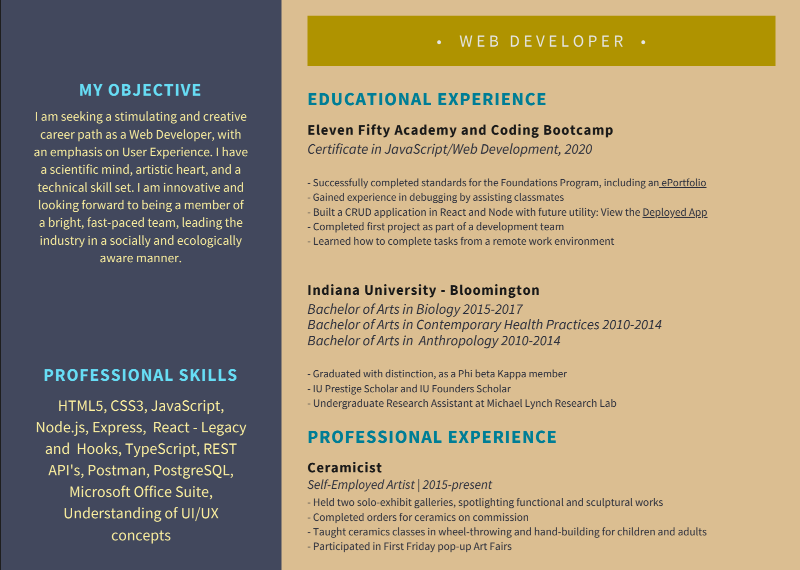 MY OBJECTIVE
I am seeking a stimulating and creative
career path as a Web Developer, with
an emphasis on User Experience. I have
a scientific mind, artistic heart, and a
technical skill set. I am innovative and
looking forward to being a member of
a bright, fast-paced team, leading the
industry in a socially and ecologically
aware manner.
PROFESSIONAL SKILLS
HTML5, CSS3, JavaScript,
Node.js, Express, React - Legacy
and Hooks, TypeScript, REST
API's, Postman, PostgreSQL,
Microsoft Office Suite,
Understanding of UI/UX
concepts
• WEB DEVELOPER •
EDUCATIONAL EXPERIENCE
Eleven Fifty Academy and Coding Bootcamp
Certificate in JavaScript/Web Development, 2020
- Successfully completed standards for the Foundations Program, including an ePortfolio
- Gained experience in debugging by assisting classmates
- Built a CRUD application in React and Node with future utility: View the Deployed App
- Completed first project as part of a development team
- Learned how to complete tasks from a remote work environment
Indiana University - Bloomington
Bachelor of Arts in Biology 2015-2017
Bachelor of Arts in Contemporary Health Practices 2010-2014
Bachelor of Arts in Anthropology 2010-2014
- Graduated with distinction, as a Phi beta Kappa member
- IU Prestige Scholar and IU Founders Scholar
- Undergraduate Research Assistant at Michael Lynch Research Lab
PROFESSIONAL EXPERIENCE
Ceramicist
Self-Employed Artist | 2015-present
- Held two solo-exhibit galleries, spotlighting functional and sculptural works
- Completed orders for ceramics on commission
- Taught ceramics classes in wheel-throwing and hand-building for children and adults
- Participated in First Friday pop-up Art Fairs